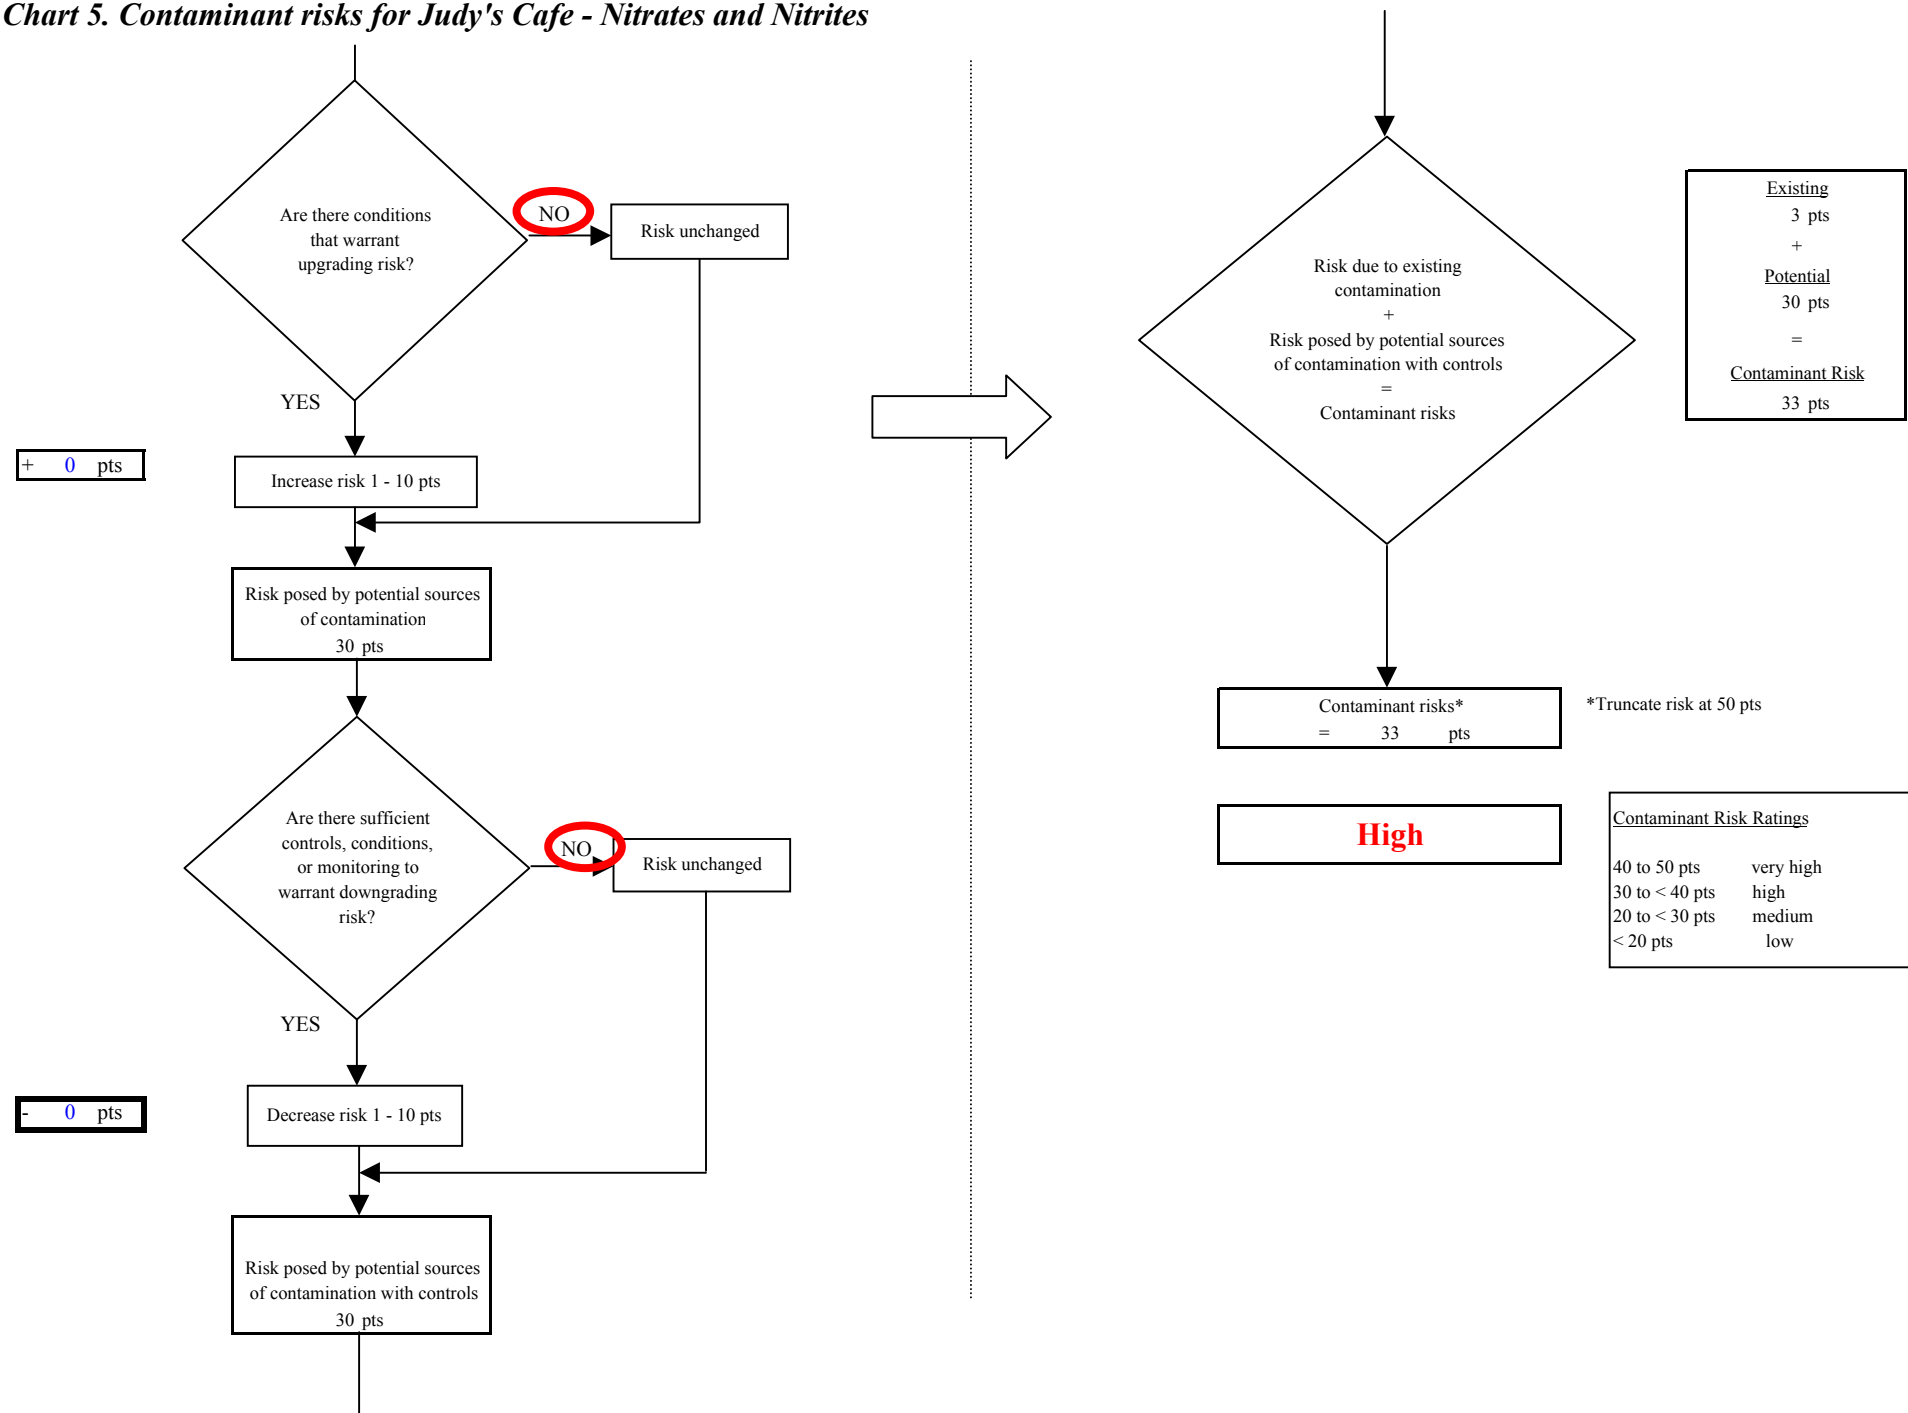 Chart 5. Contaminant risks for Judy's Cafe - Nitrates and Nitrites
Are there conditions
that warrant
upgrading risk?
NO
Risk unchanged
YES
+ 0 pts
Increase risk 1 - 10 pts
Risk posed by potential sources
of contamination
30 pts
Are there sufficient
controls, conditions,
or monitoring to
warrant downgrading
risk?
NO
Risk unchanged
YES
- 0 pts
Decrease risk 1 - 10 pts
Risk posed by potential sources
of contamination with controls
30 pts
Risk due to existing
contamination
+
Risk posed by potential sources
of contamination with controls
=
Contaminant risks
Existing
3 pts
+
Potential
30 pts
=
Contaminant Risk
33 pts
Contaminant risks*
= 33 pts
*Truncate risk at 50 pts
High
Contaminant Risk Ratings
40 to 50 pts very high
30 to < 40 pts high
20 to < 30 pts medium
< 20 pts low